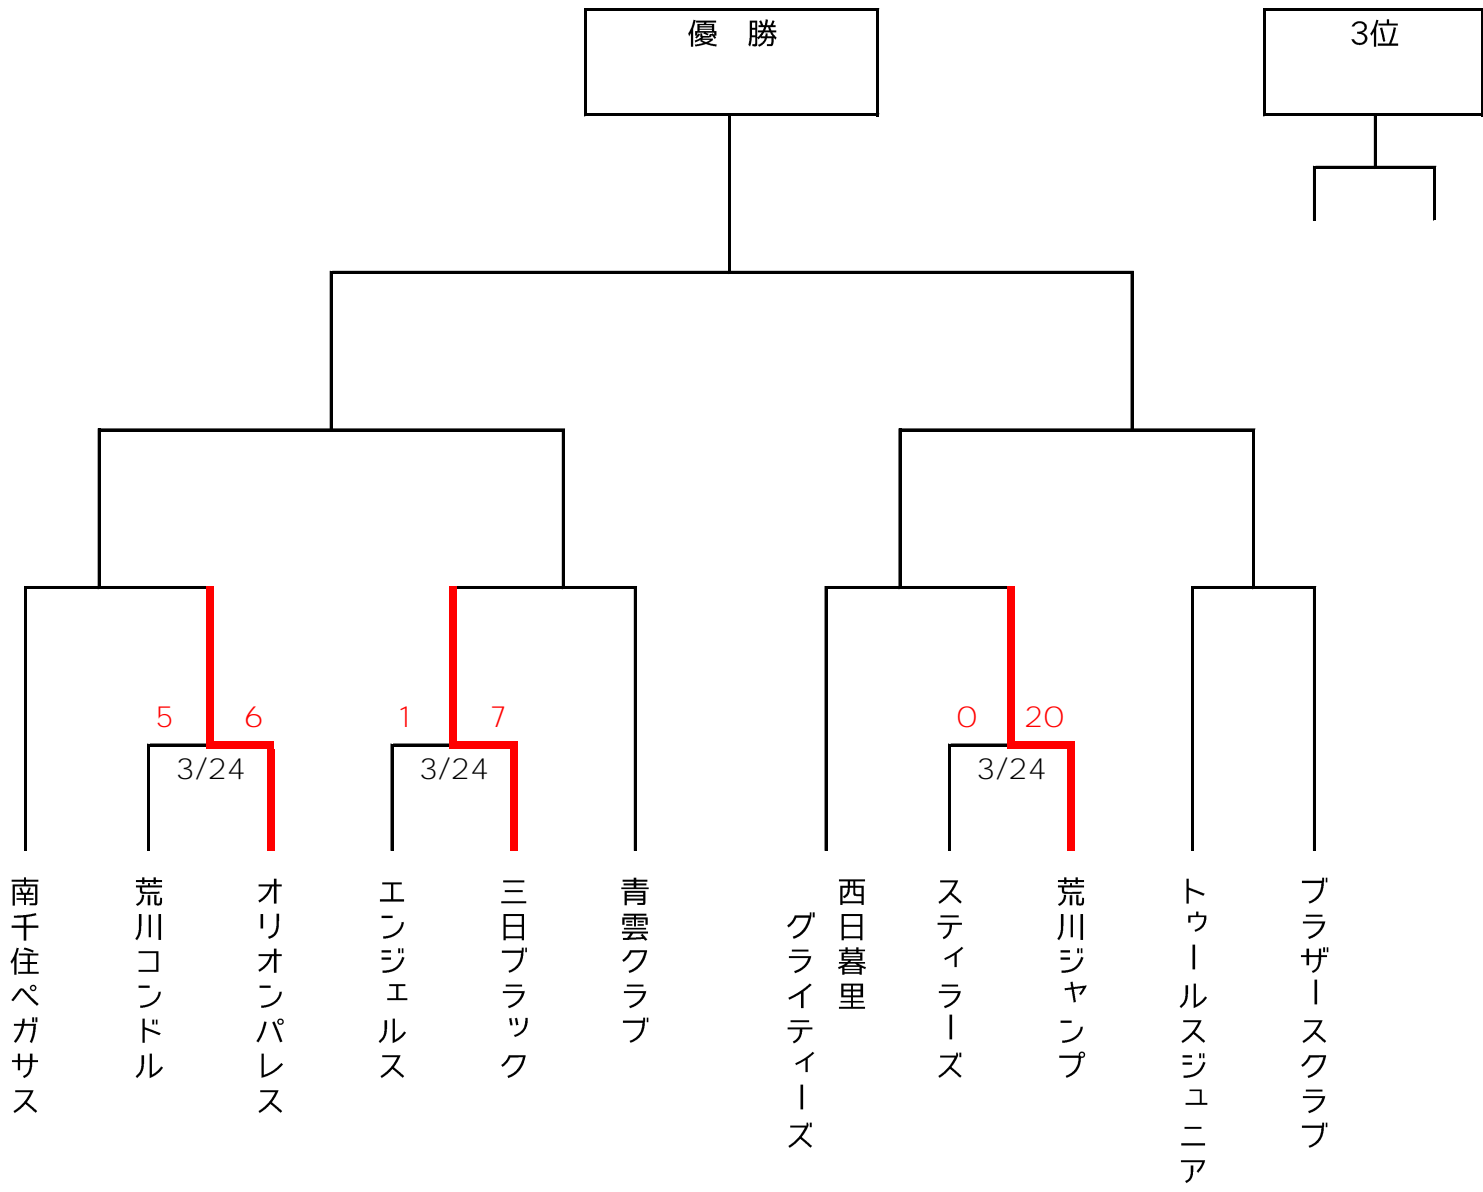 優　勝
3位
5
6
1
7
0
20
3/24
3/24
3/24
南千住ペガサス
荒川コンドル
オリオンパレス
エンジェルス
三日ブラック
青雲クラブ
西日暮里
グライティーズ
スティラーズ
荒川ジャンプ
トゥールスジュニア
ブラザースクラブ